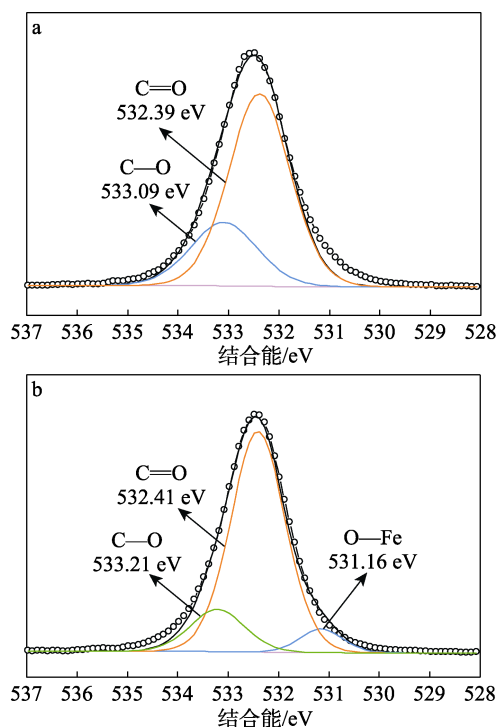 a
C=O
532.39 eV
C—O
533.09 eV
537 536 535 534 533 532 531 530 529 528
结合能/eV
b
C=O
532.41 eV
C—O
533.21 eV
O—Fe
531.16 eV
537 536 535 534 533 532 531 530 529 528
结合能/eV